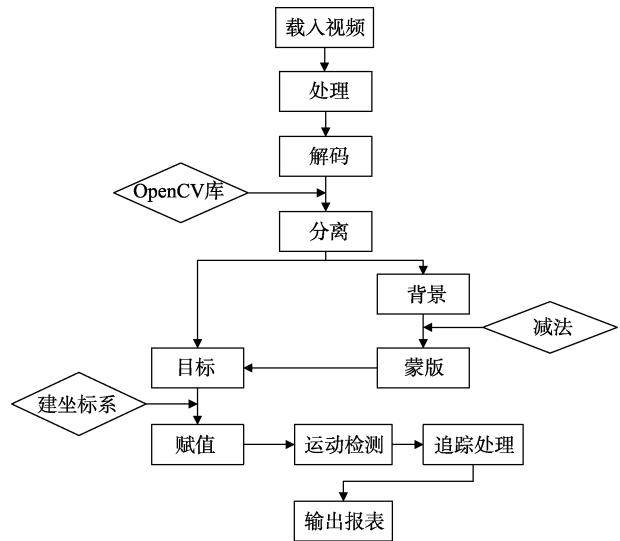 载入视频
处理
解码
OpenCV库
分离
背景
减法
目标
蒙版
建坐标系
赋值
运动检测
追踪处理
输出报表